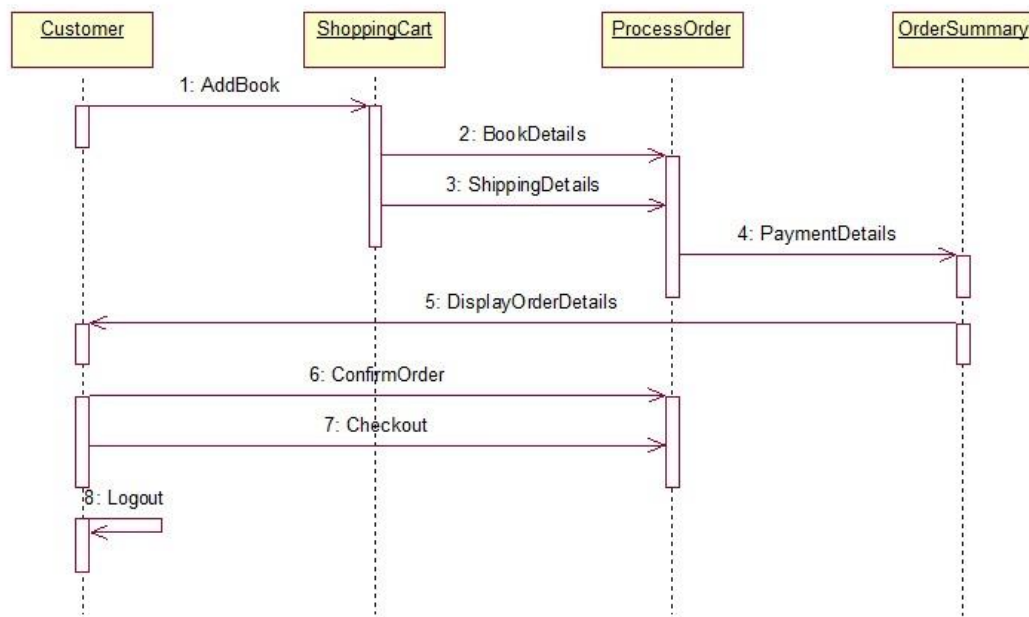 Customer
ShoppingCart
ProcessOrder
OrderSummary
1: AddBook
2: BookDetails
3: ShippingDetails
4: PaymentDetails
5: DisplayOrderDetails
6: ConfirmOrder
7: Checkout
8: Logout